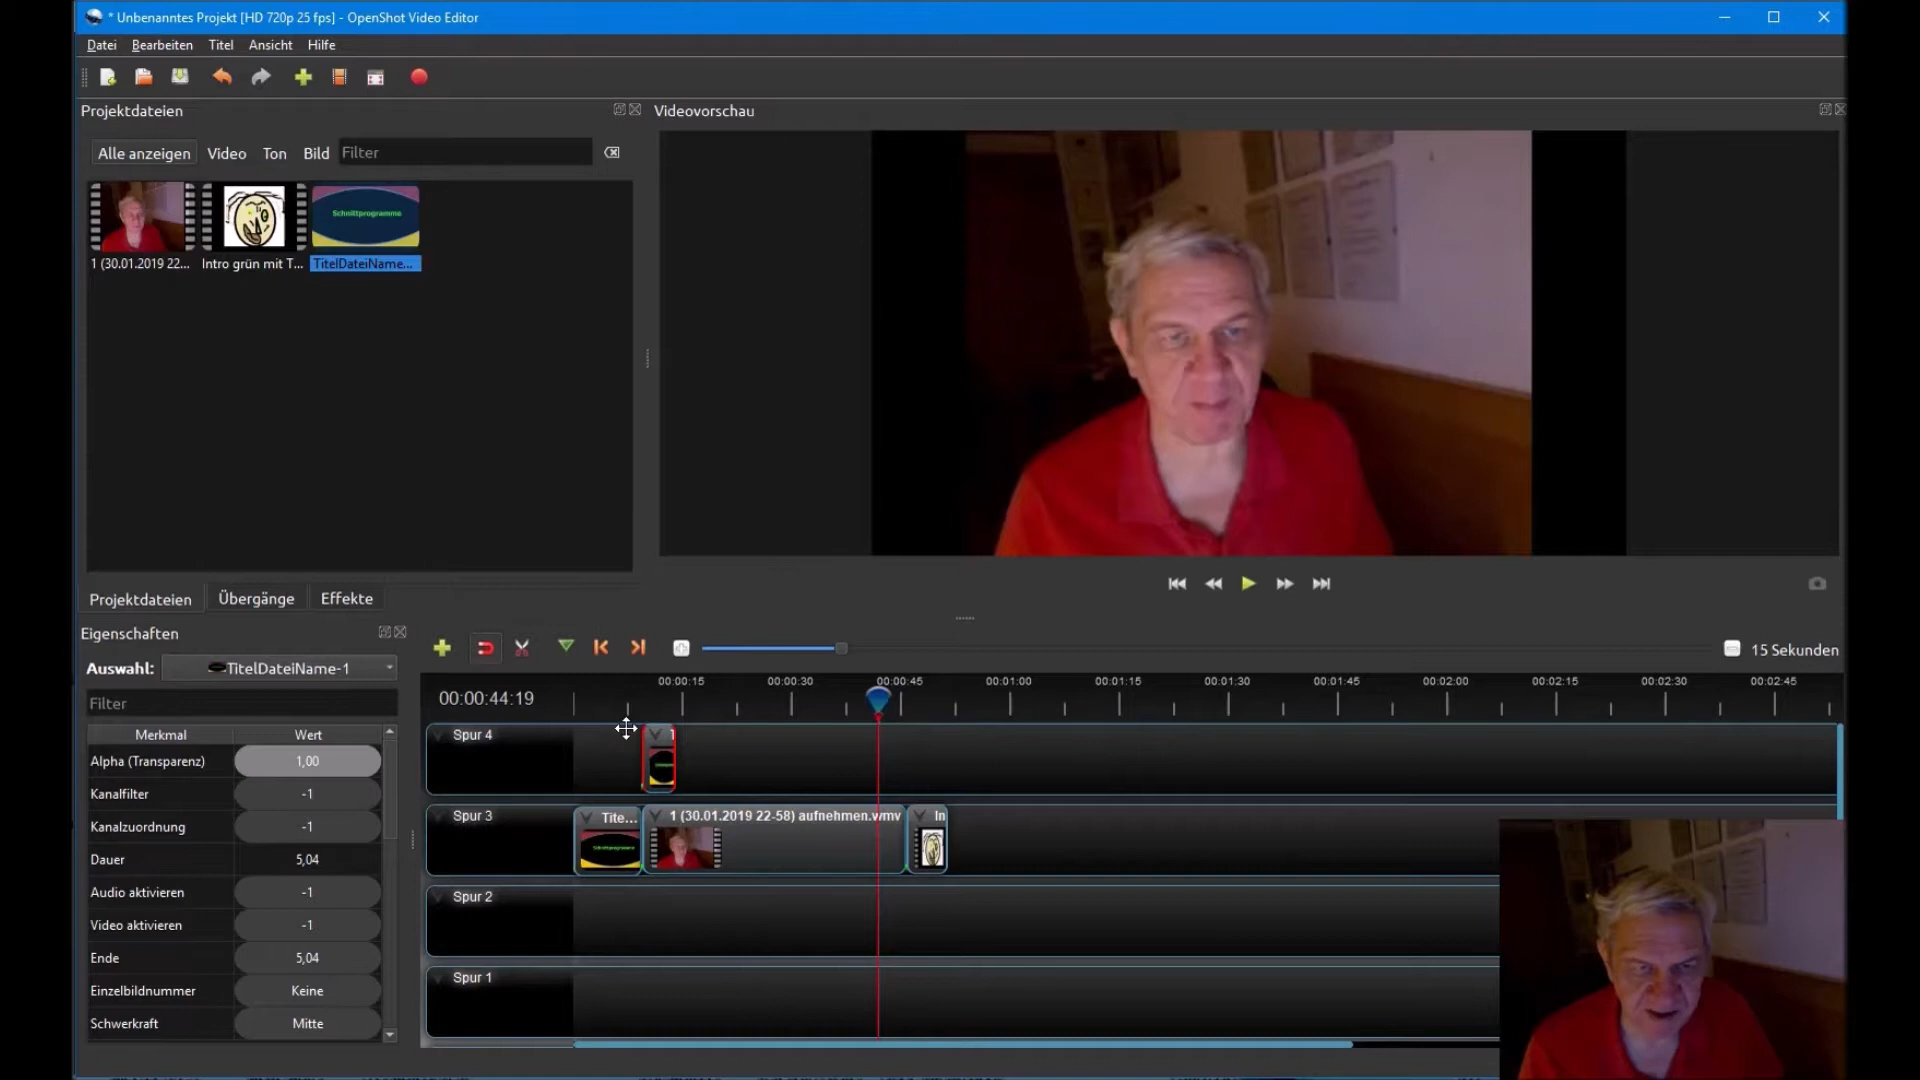 * Unbenanntes Projekt [HD 720p 25 fps] - OpenShot Video Editor
Datei Bearbeiten Titel Ansicht Hilfe
Projektdateien
Videovorschau
Alle anzeigen Video Ton Bild Filter
Schnittprogramme
1 (30.01.2019 22... Intro grün mit T... TitelDateiName...
Projektdateien Übergänge Effekte
Eigenschaften
Auswahl: TitelDateiName-1
15 Sekunden
Filter
00:00:44:19
00:00:15 00:00:30 00:00:45 00:01:00 00:01:15 00:01:30 00:01:45 00:02:00 00:02:15 00:02:30 00:02:45
Merkmal Wert
Alpha (Transparenz) 1,00
Kanalfilter -1
Kanalzuordnung -1
Dauer 5,04
Audio aktivieren -1
Video aktivieren -1
Ende 5,04
Einzelbildnummer Keine
Schwerkraft Mitte
Spur 4
Spur 3
Tite... 1 (30.01.2019 22-58) aufnehmen.wmv In
Schnittprogramme
Spur 2
Spur 1